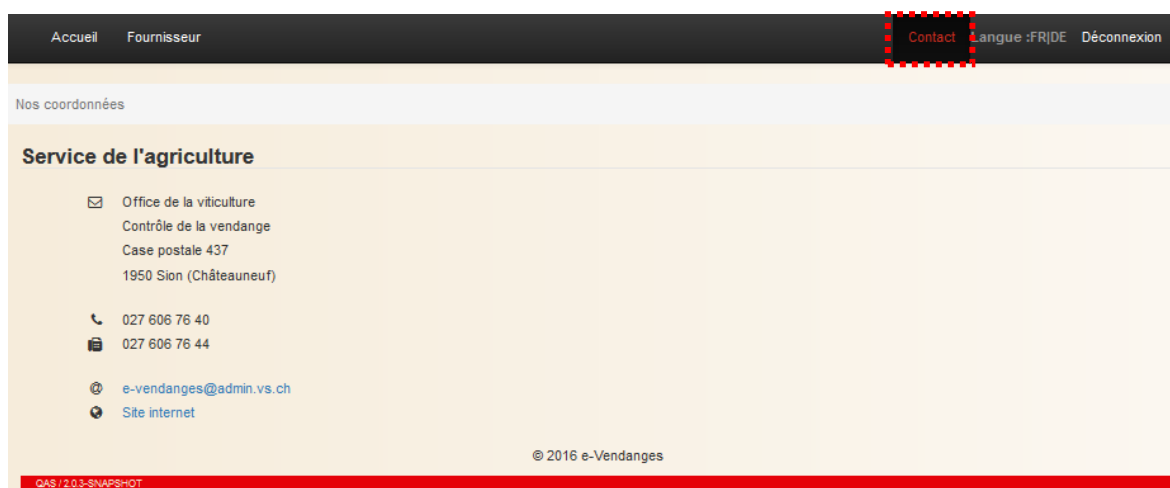 Accueil Fournisseur Contact Langue :FR|DE Déconnexion
Nos coordonnées
Service de l'agriculture
Office de la viticulture
Contrôle de la vendange
Case postale 437
1950 Sion (Châteauneuf)
027 606 76 40
027 606 76 44
@ e-vendanges@admin.vs.ch
Site internet
© 2016 e-Vendanges
QAS / 2.0.3-SNAPSHOT